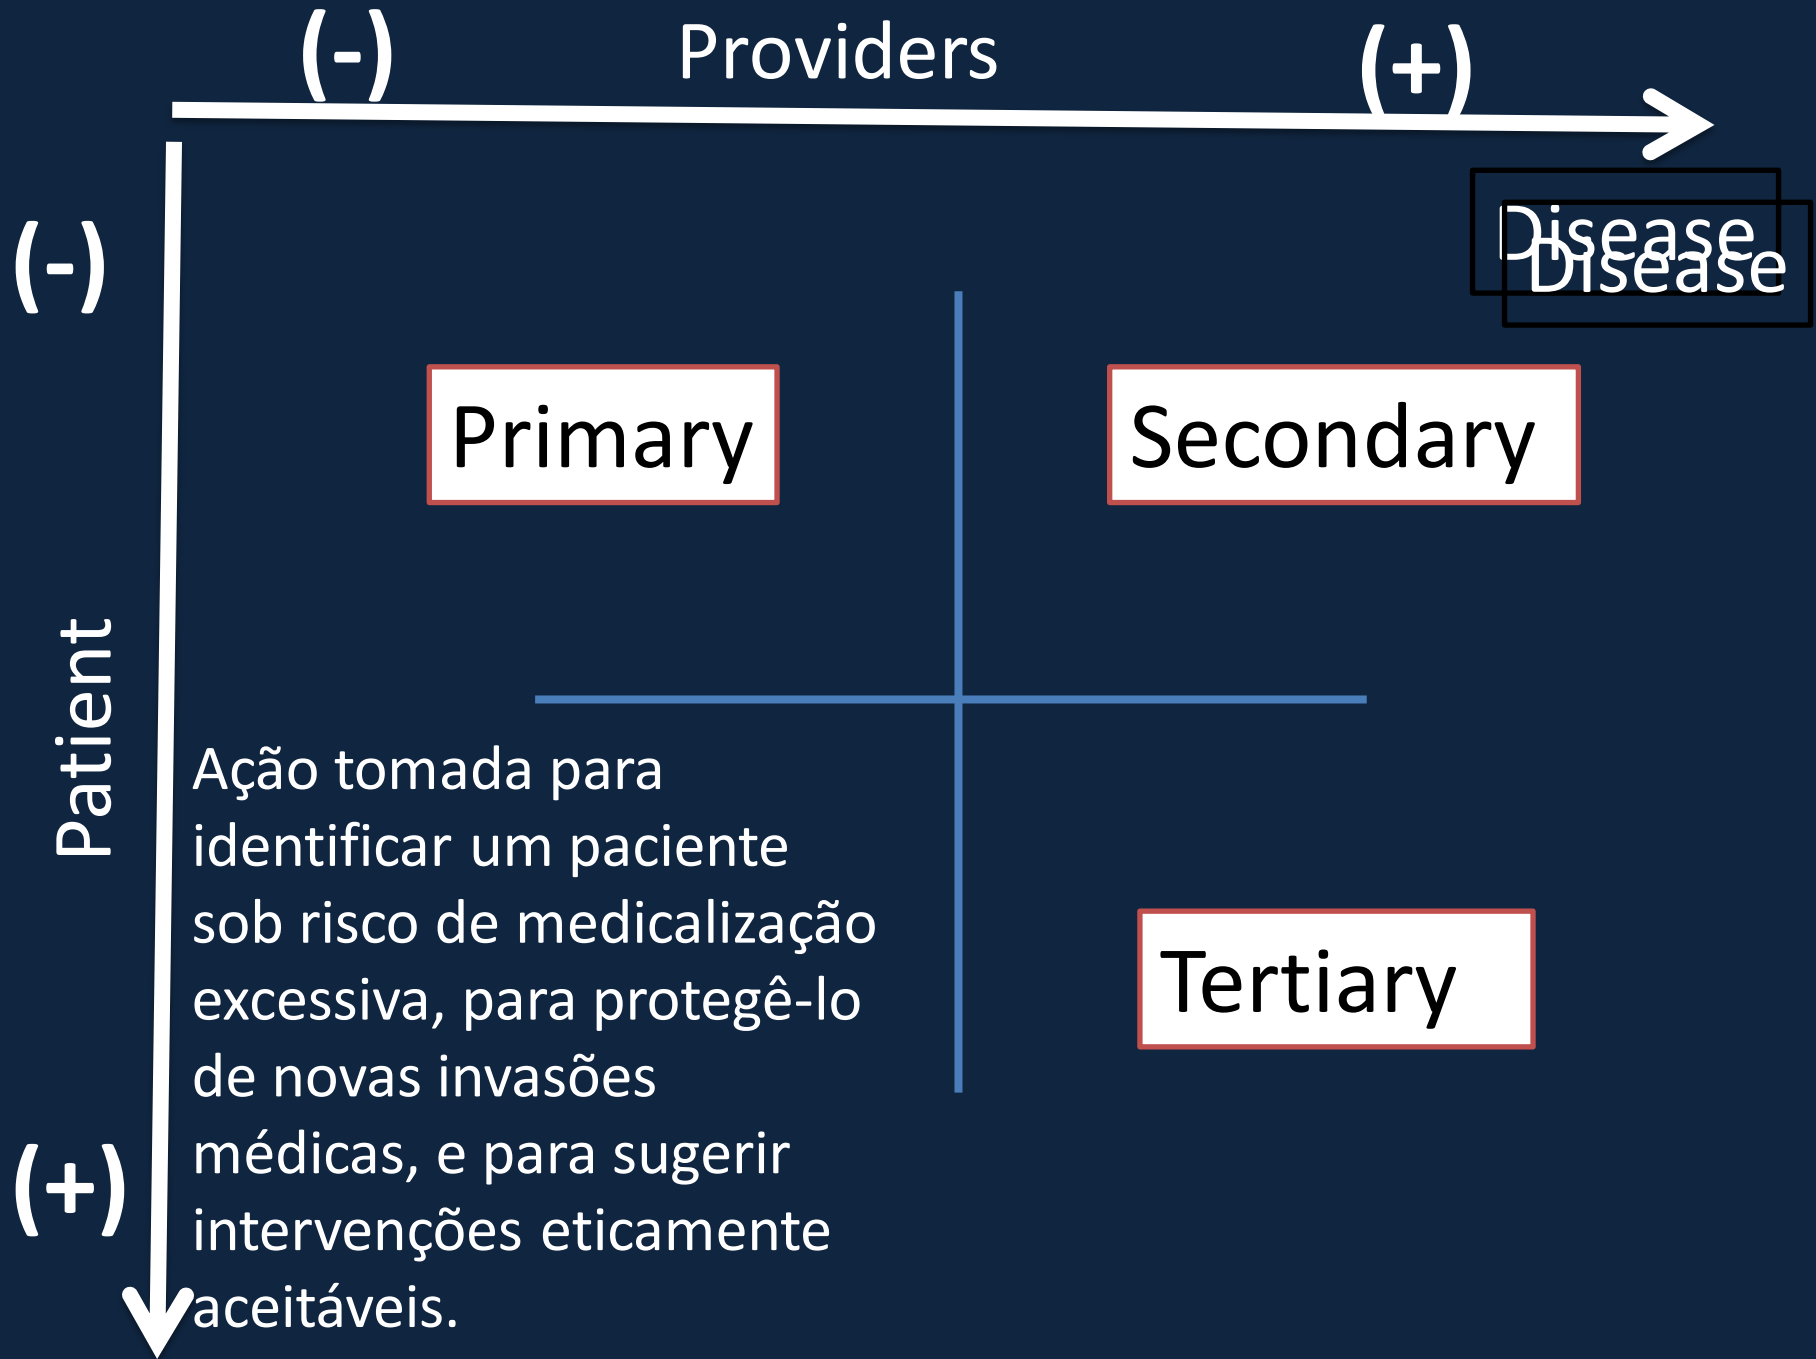 (-)
Providers
(+)
(-)
Disease
Disease
Primary
Secondary
Patient
Ação tomada para
identificar um paciente
sob risco de medicalização
excessiva, para protegê-lo
de novas invasões
médicas, e para sugerir
intervenções eticamente
aceitáveis.
Tertiary
(+)